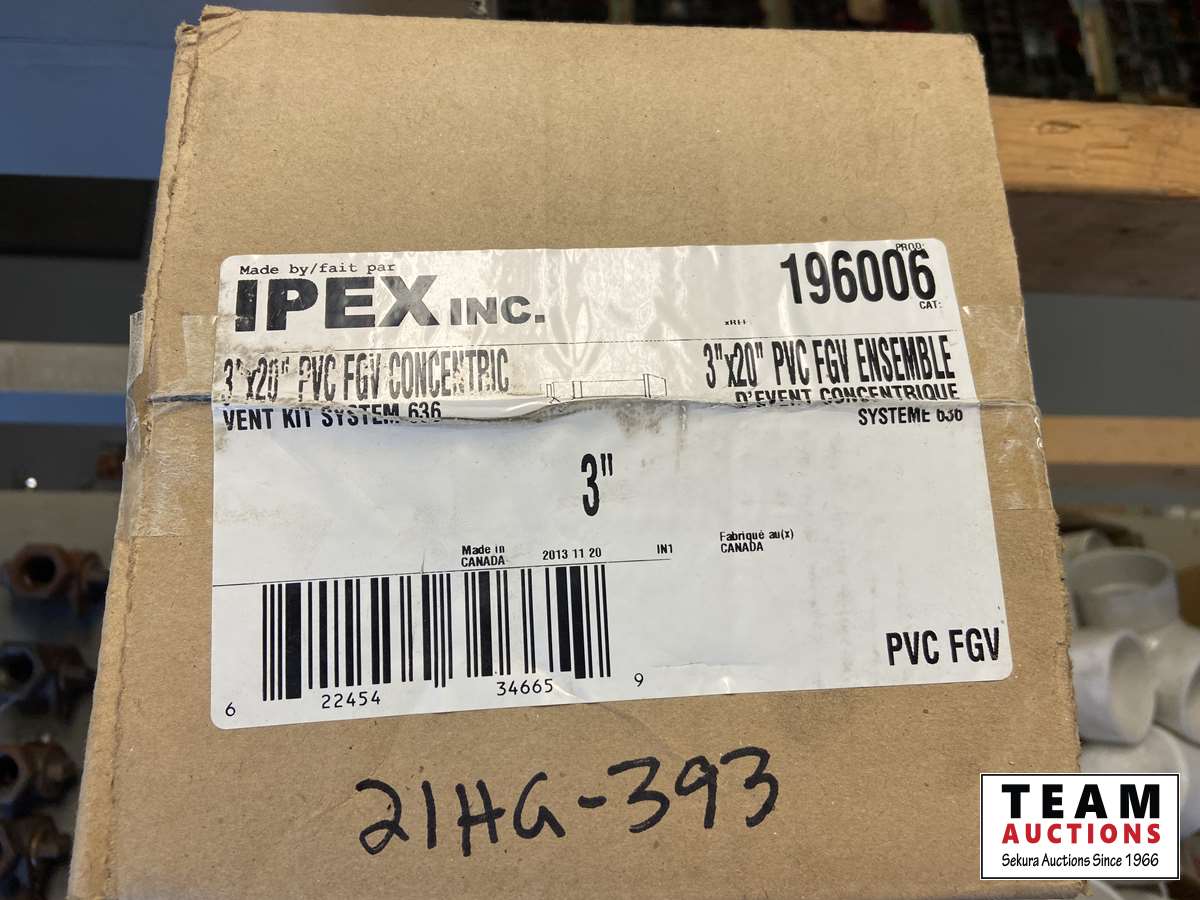 Made by/fait par
IPEX INC.
PROD:
196006
CAT:
3"x20" PVC FGV CONCENTRIC
VENT KIT SYSTEM 636
3"x20" PVC FGV ENSEMBLE
D'EVENT CONCENTRIQUE
SYSTEME 636
3"
Made in
CANADA
2013 11 20
IN1
Fabriqué au(x)
CANADA
6 22454 34665 9
PVC FGV
21HG-393
TEAM
AUCTIONS
Sekura Auctions Since 1966